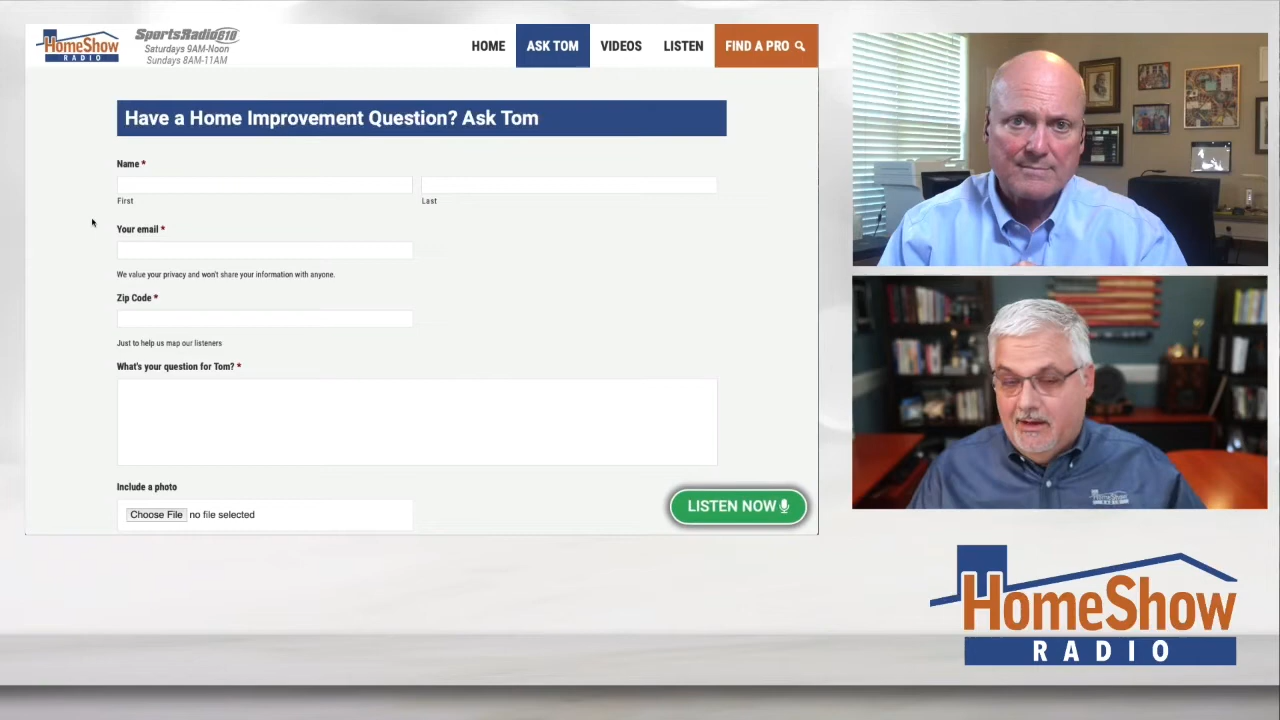 HomeShow
RADIO
SportsRadio610
Saturdays 9AM-Noon
Sundays 8AM-11AM
HOME
ASK TOM
VIDEOS
LISTEN
FIND A PRO
Have a Home Improvement Question? Ask Tom
Name *
First
Last
Your email *
We value your privacy and won't share your information with anyone.
Zip Code *
Just to help us map our listeners
What's your question for Tom? *
Include a photo
Choose File no file selected
LISTEN NOW
HomeShow
HomeShow
RADIO